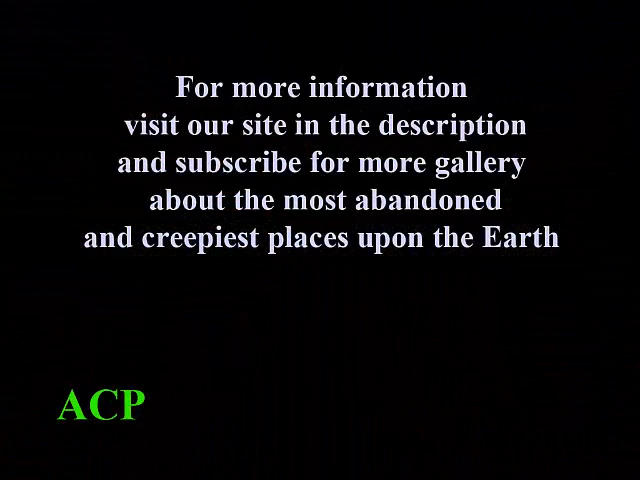 For more information
visit our site in the description
and subscribe for more gallery
about the most abandoned
and creepiest places upon the Earth
ACP